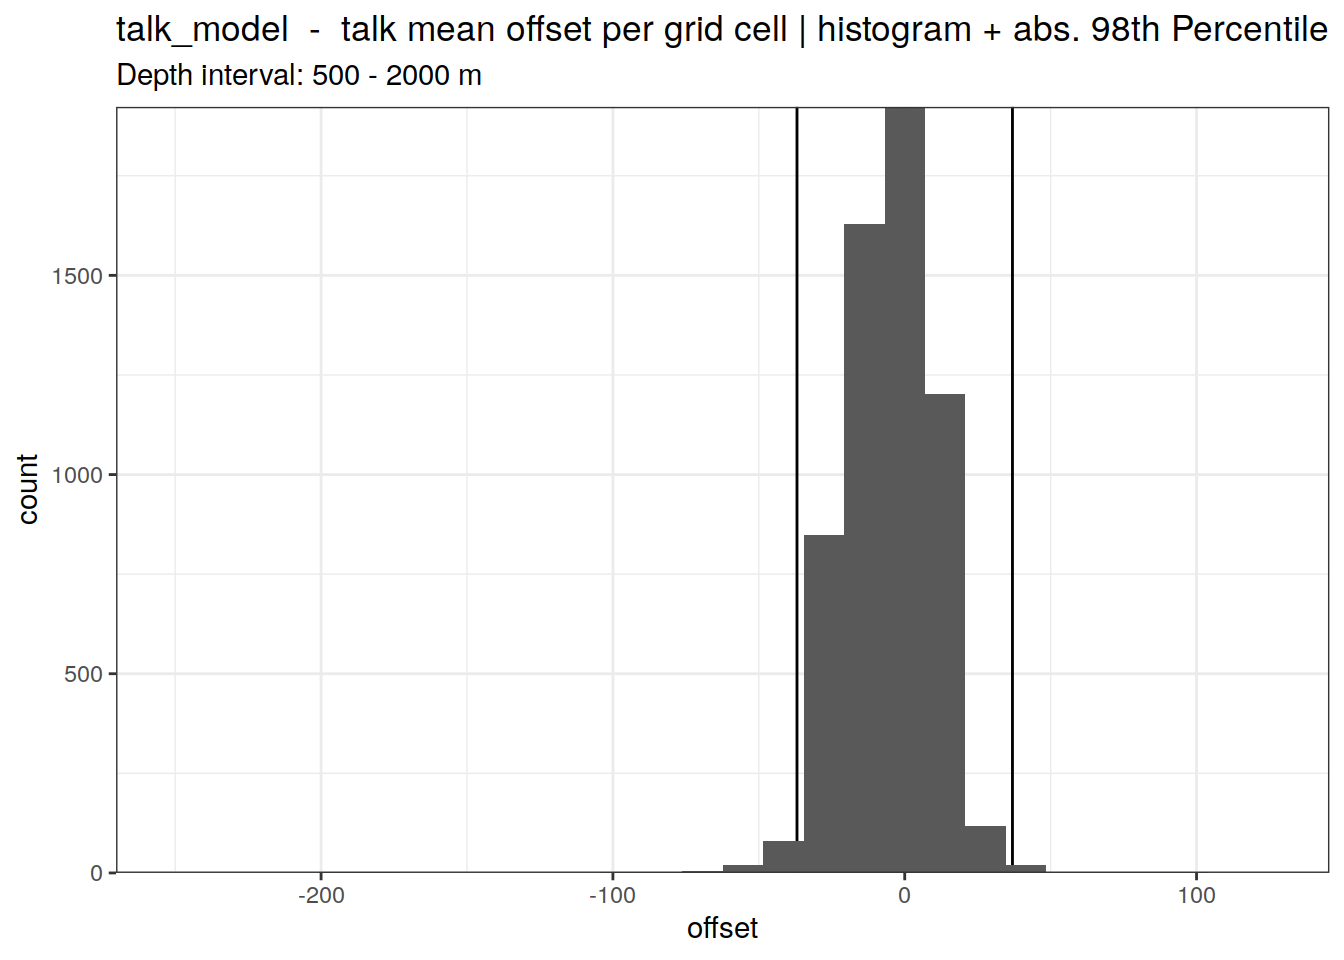 talk_model  -  talk mean offset per grid cell | histogram + abs. 98th Percentile
Depth interval: 500 - 2000 m
1500
1000
500
0
count
-200
-100
0
100
offset